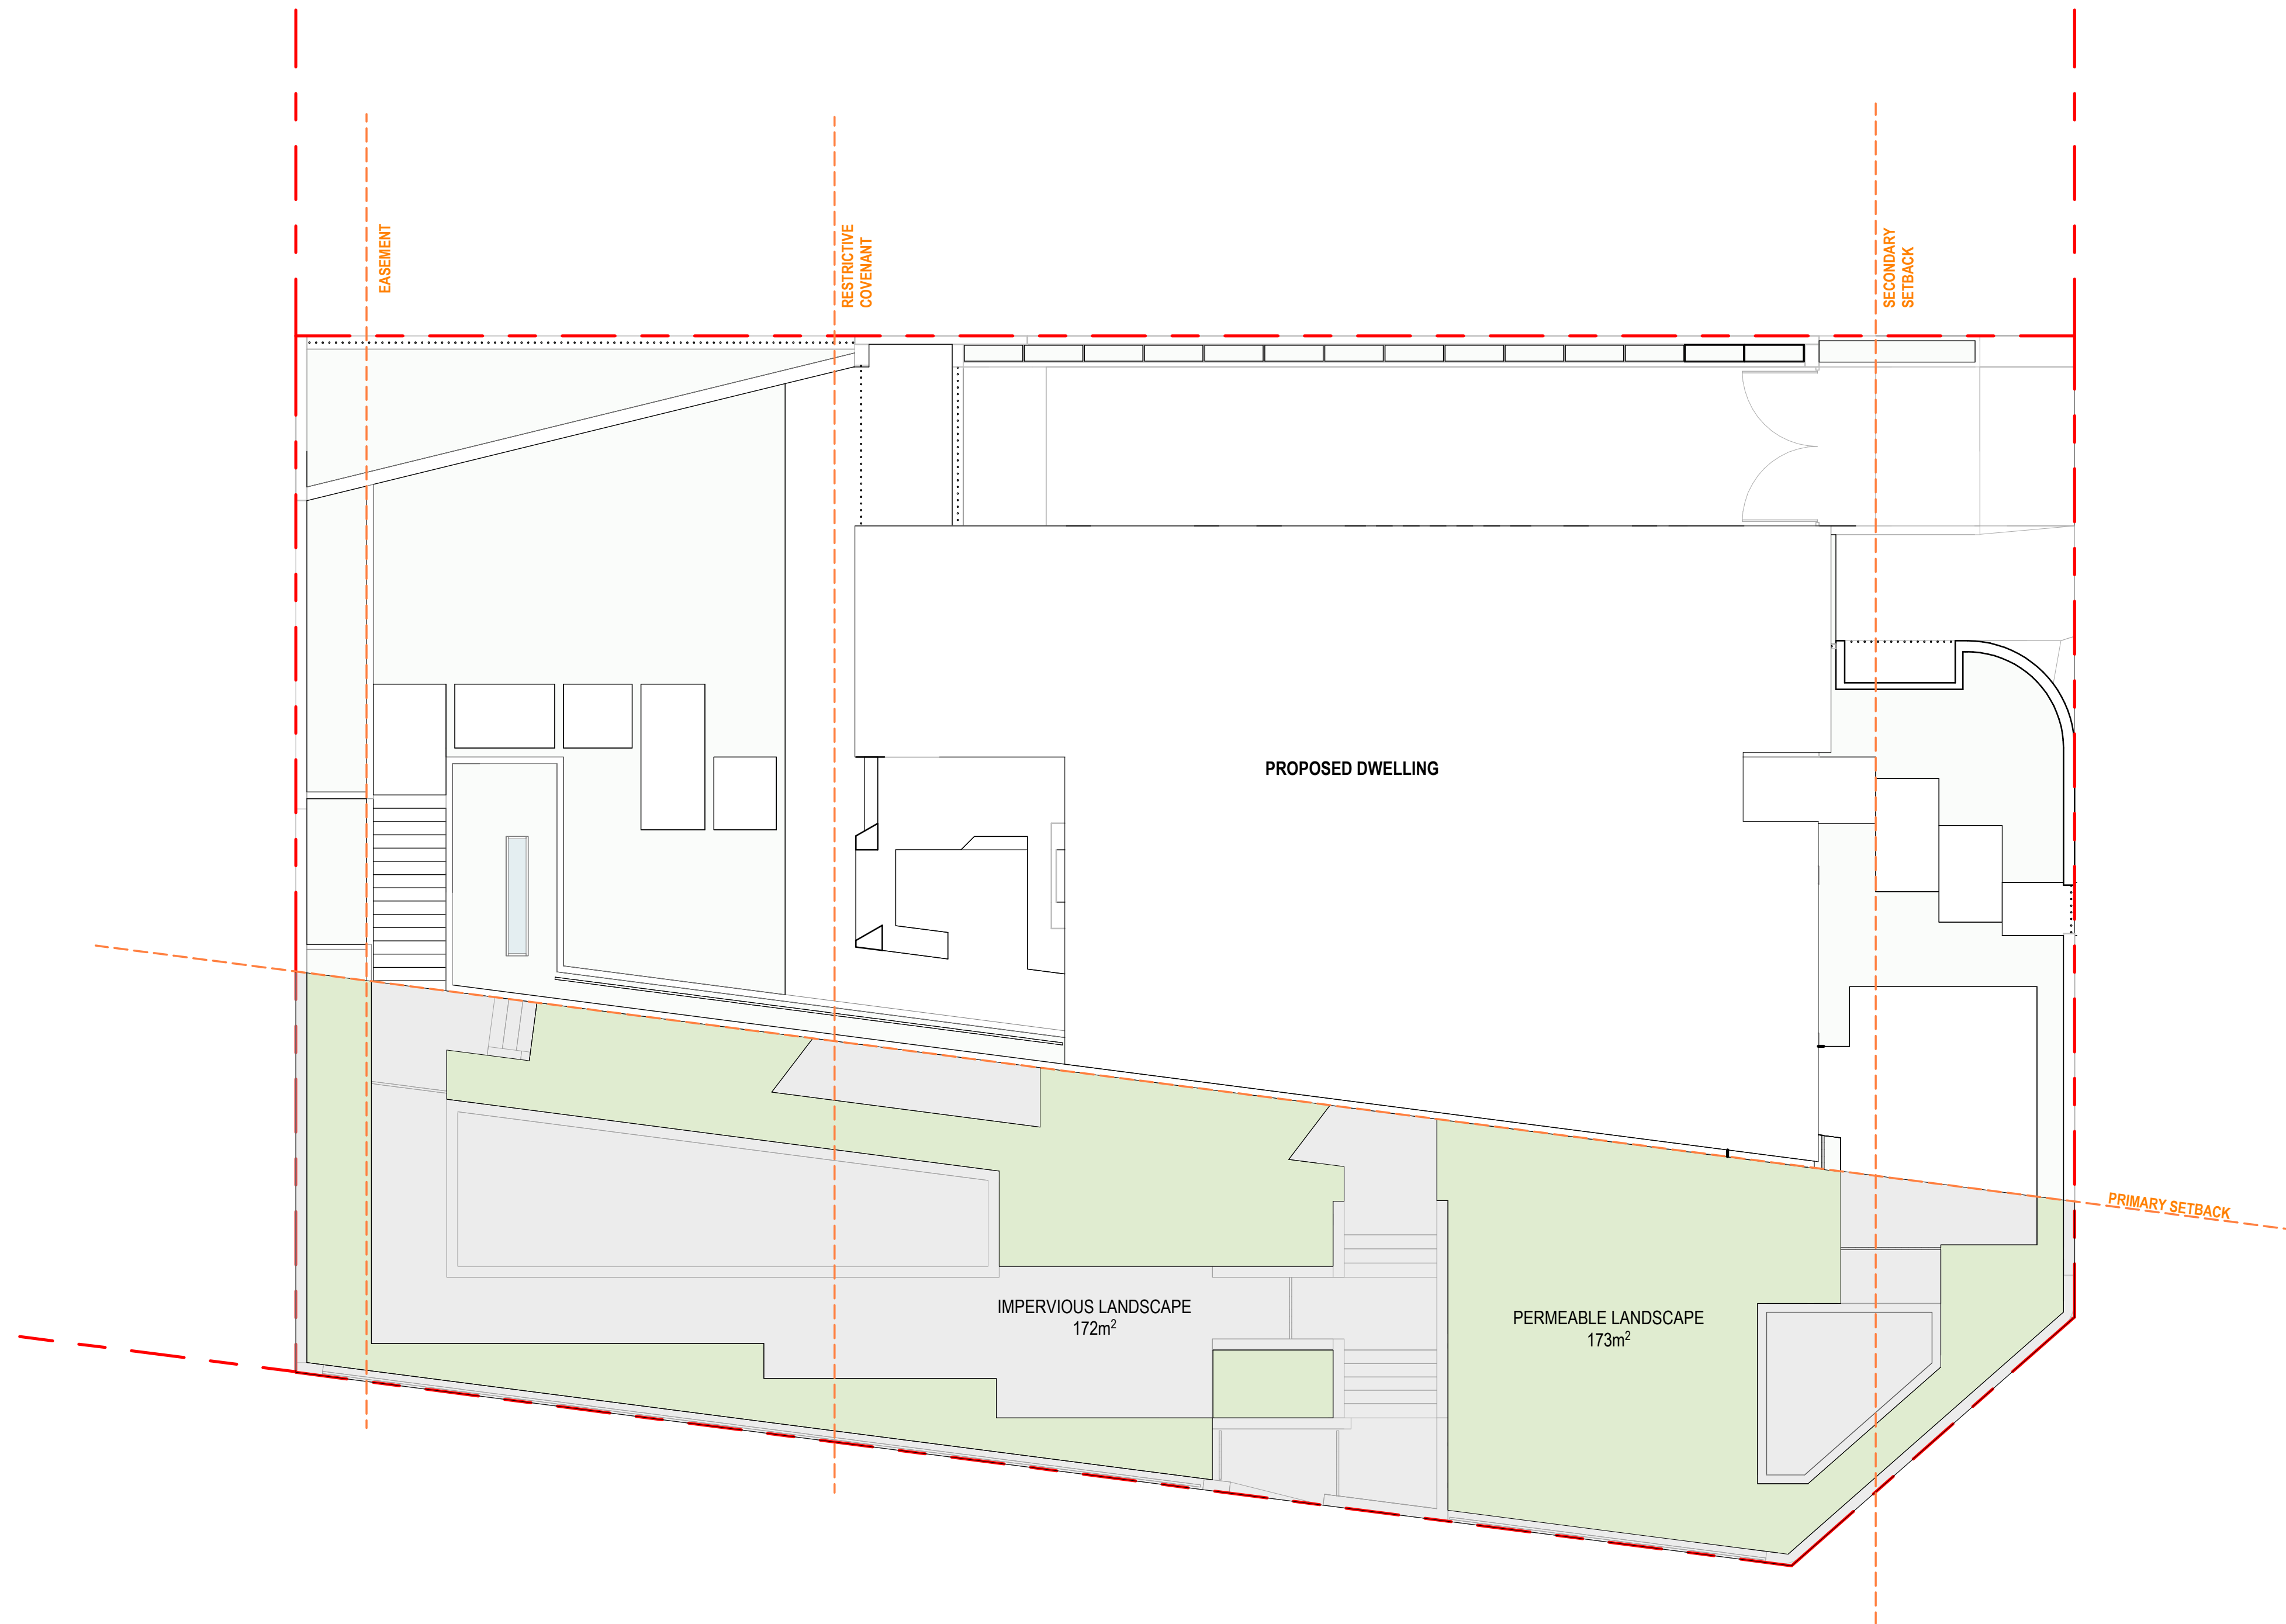 EASEMENT
RESTRICTIVE
COVENANT
SECONDARY
SETBACK
PROPOSED DWELLING
PRIMARY SETBACK
IMPERVIOUS LANDSCAPE
172m²
PERMEABLE LANDSCAPE
173m²